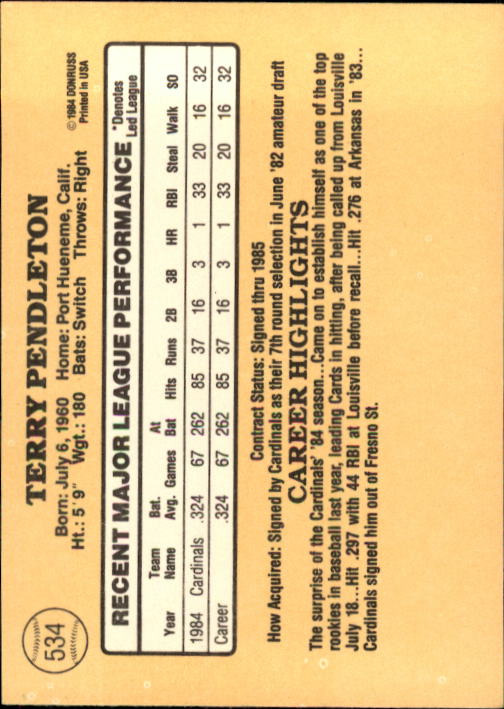 534
TERRY PENDLETON
© 1984 DONRUSS
Printed in USA
Born: July 6, 1960 Home: Port Hueneme, Calif.
Ht.: 5'9" Wgt.: 180 Bats: Switch Throws: Right
RECENT MAJOR LEAGUE PERFORMANCE *Denotes Led League
Year Team Name Bat. Avg. Games At Bat Hits Runs 2B 3B HR RBI Steal Walk SO
1984 Cardinals .324 67 262 85 37 16 3 1 33 20 16 32
Career .324 67 262 85 37 16 3 1 33 20 16 32
Contract Status: Signed thru 1985
How Acquired: Signed by Cardinals as their 7th round selection in June '82 amateur draft
CAREER HIGHLIGHTS
The surprise of the Cardinals' '84 season...Came on to establish himself as one of the top
rookies in baseball last year, leading Cards in hitting, after being called up from Louisville
July 18...Hit .297 with 44 RBI at Louisville before recall...Hit .276 at Arkansas in '83...
Cardinals signed him out of Fresno St.